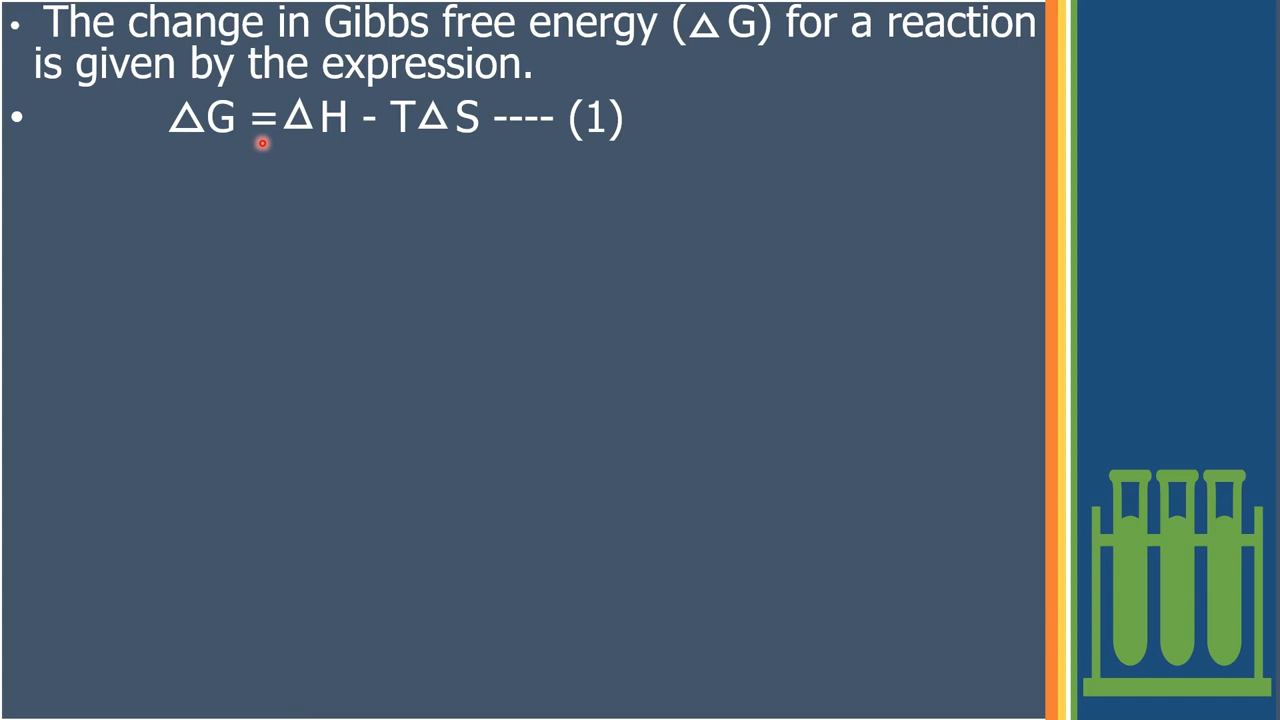 • The change in Gibbs free energy (△ G) for a reaction
is given by the expression.
• △G =△H - T△ S ---- (1)